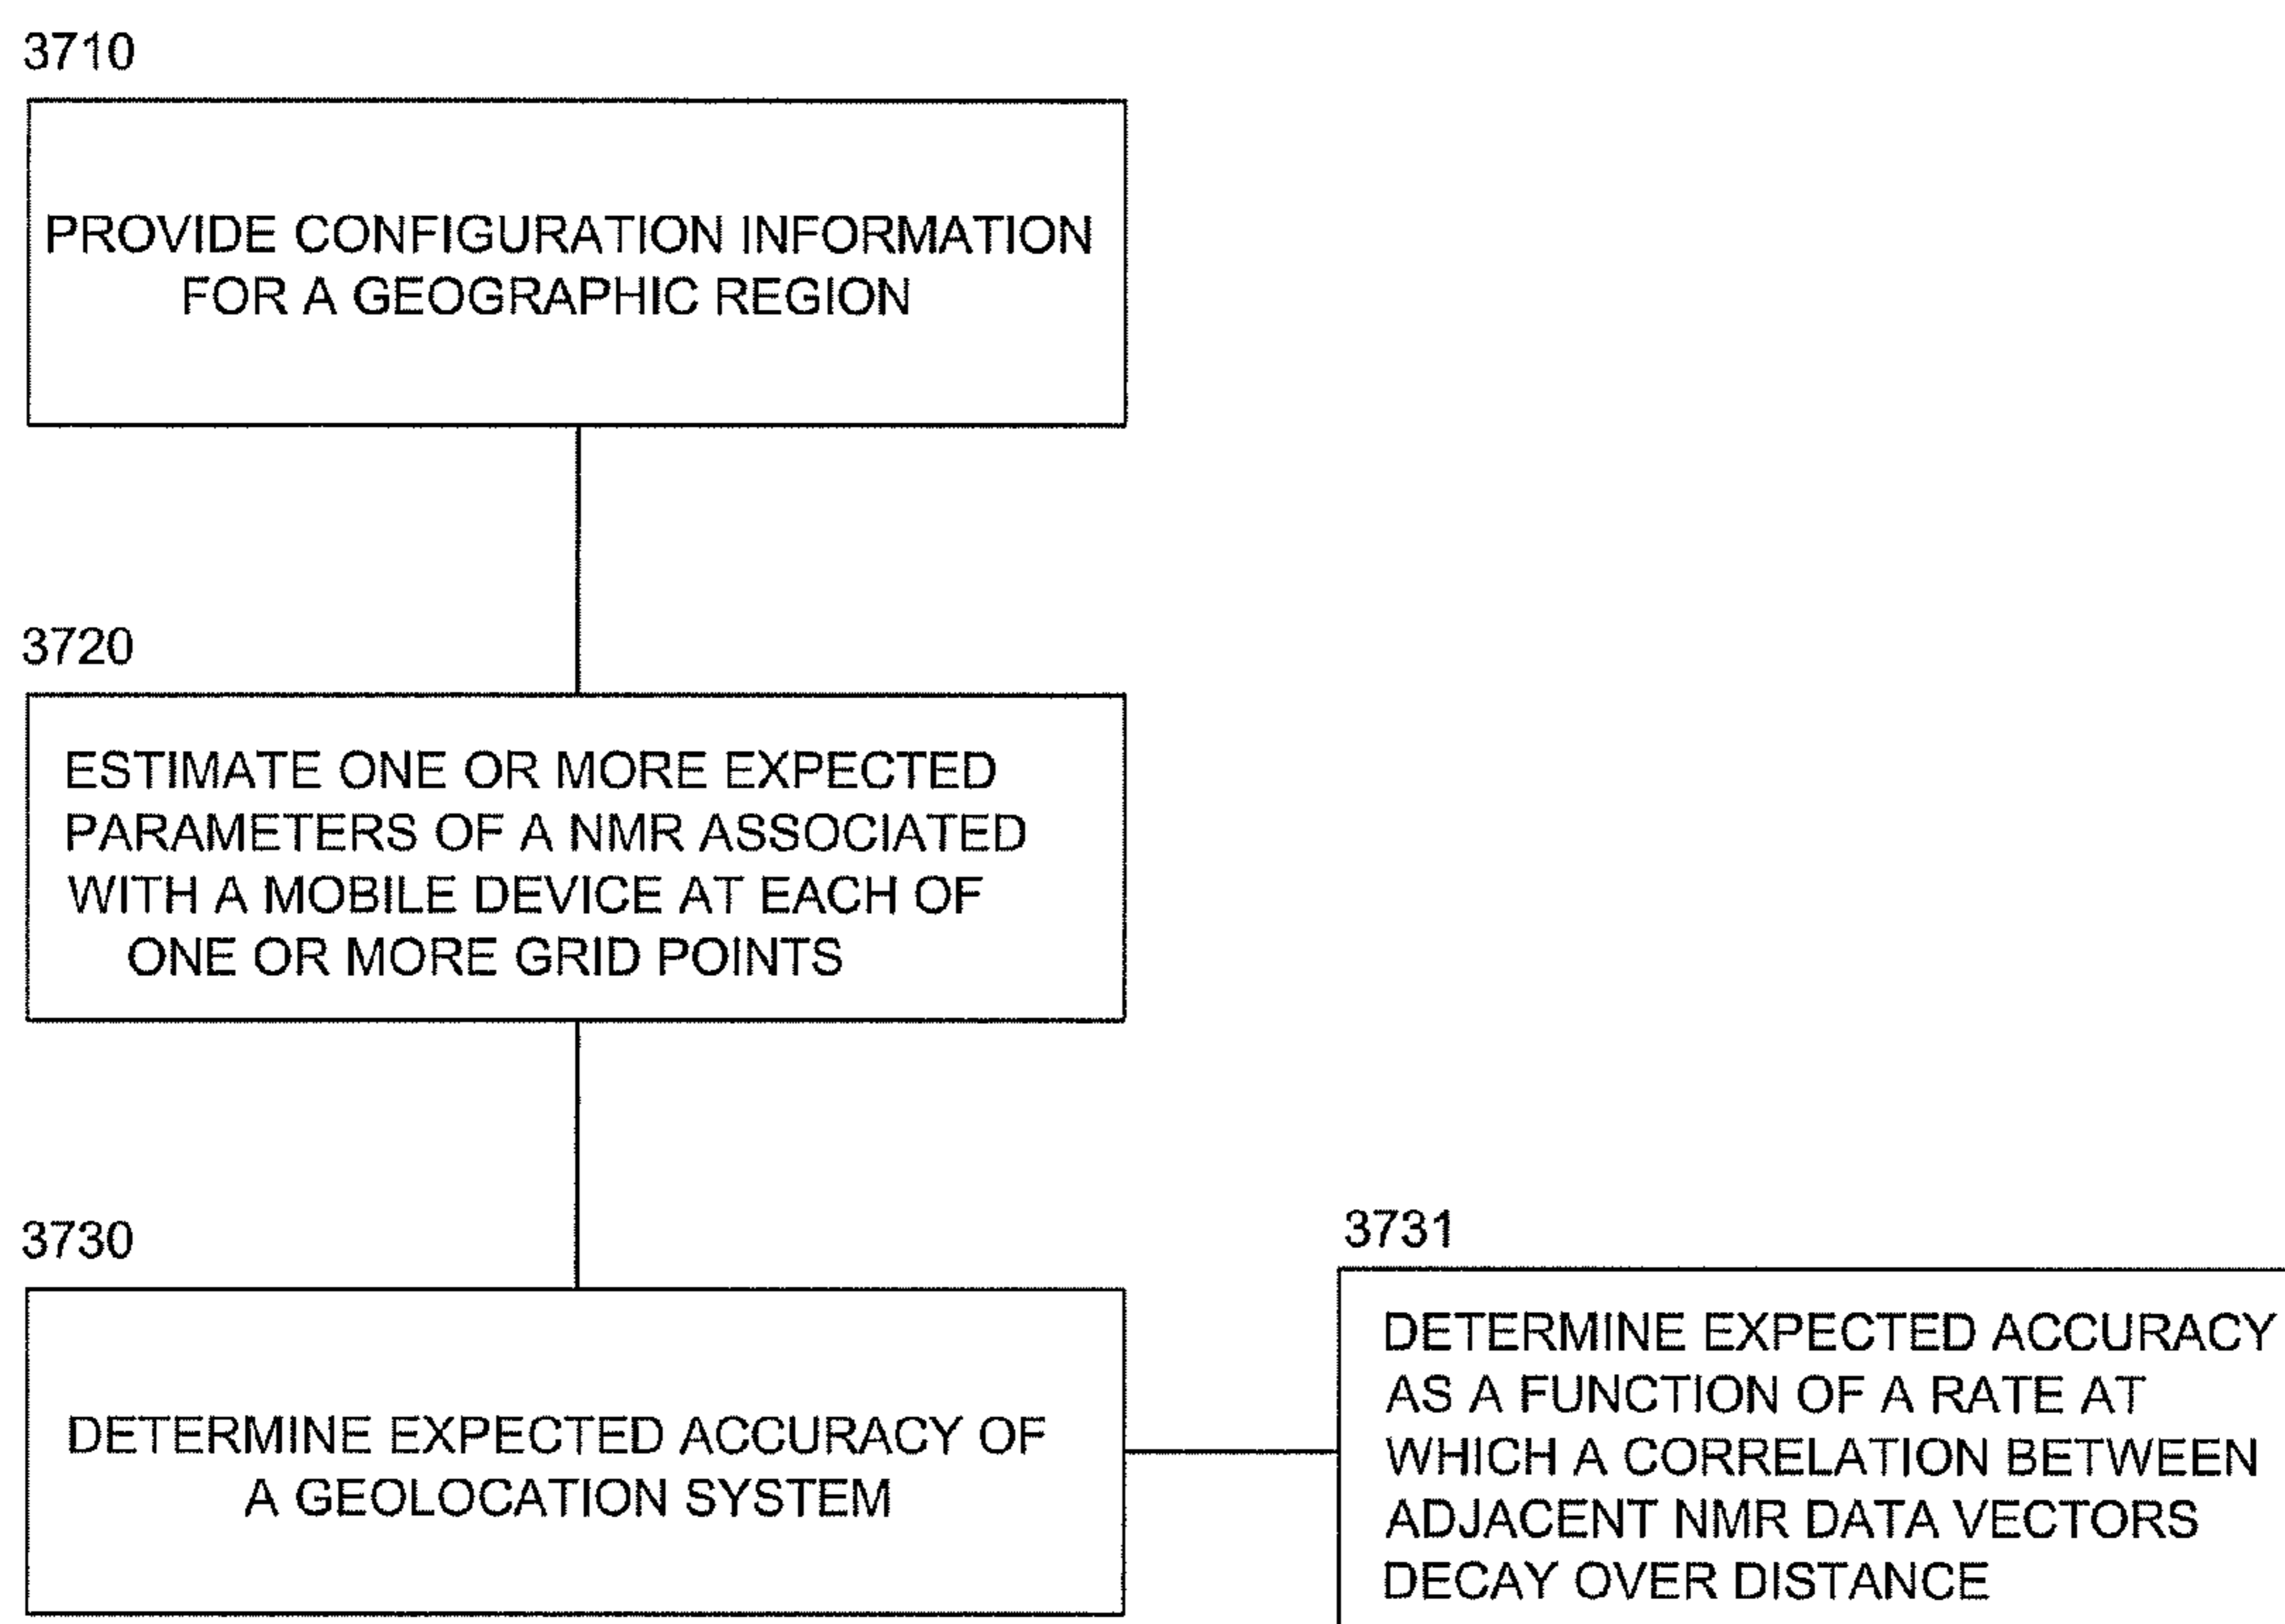 3710
PROVIDE CONFIGURATION INFORMATION
FOR A GEOGRAPHIC REGION
3720
ESTIMATE ONE OR MORE EXPECTED
PARAMETERS OF A NMR ASSOCIATED
WITH A MOBILE DEVICE AT EACH OF
ONE OR MORE GRID POINTS
3730
DETERMINE EXPECTED ACCURACY OF
A GEOLOCATION SYSTEM
3731
DETERMINE EXPECTED ACCURACY
AS A FUNCTION OF A RATE AT
WHICH A CORRELATION BETWEEN
ADJACENT NMR DATA VECTORS
DECAY OVER DISTANCE